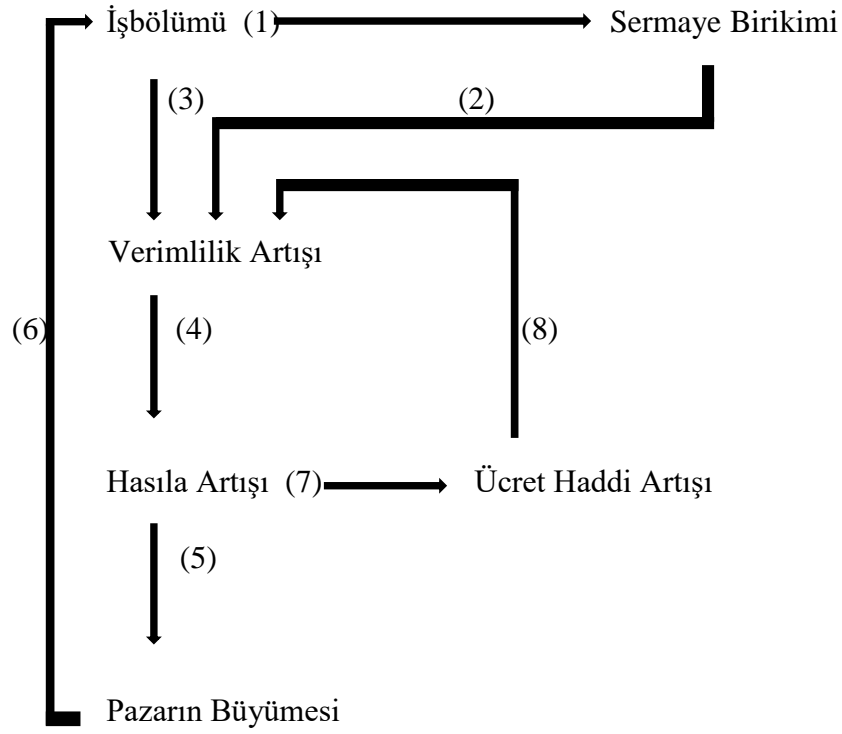 İşbölümü (1) Sermaye Birikimi
(3) (2)
Verimlilik Artışı
(6) (4) (8)
Hasıla Artışı (7) Ücret Haddi Artışı
(5)
Pazarın Büyümesi